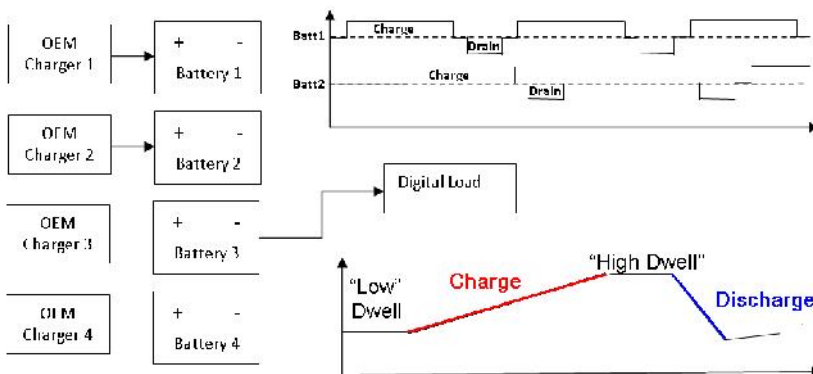 OEM
Charger 1
+ -
Battery 1
OEM
Charger 2
+ -
Battery 2
OEM
Charger 3
+ -
Battery 3
OEM
Charger 4
+ -
Battery 4
Digital Load
Batt1
Charge
Drain
Batt2
Charge
Drain
"Low"
Dwell
Charge
"High Dwell"
Discharge